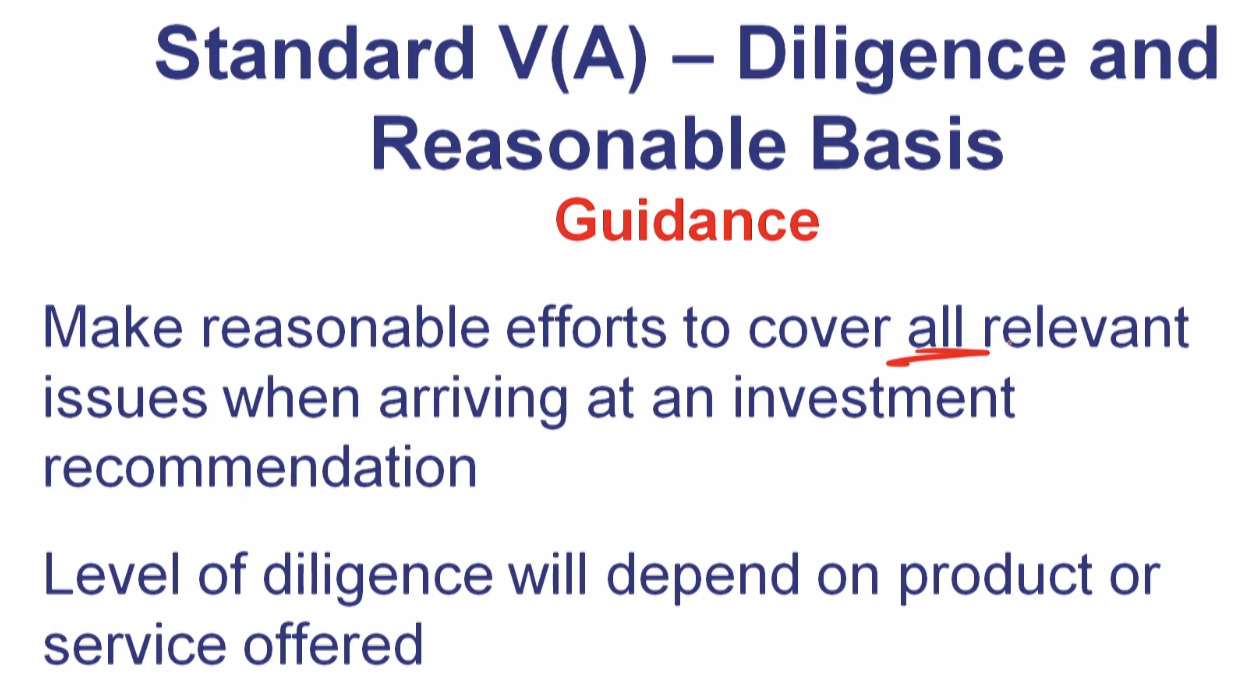 Standard V(A) – Diligence and
Reasonable Basis
Guidance
Make reasonable efforts to cover all relevant
issues when arriving at an investment
recommendation
Level of diligence will depend on product or
service offered